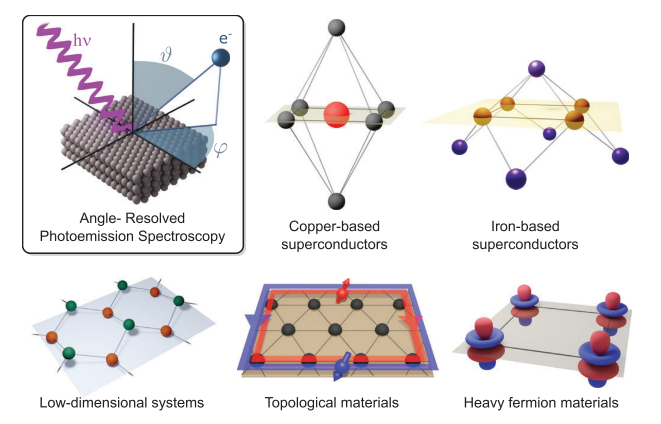 hν
ϑ
e-
φ
Angle- Resolved
Photoemission Spectroscopy
Copper-based
superconductors
Iron-based
superconductors
Low-dimensional systems
Topological materials
Heavy fermion materials